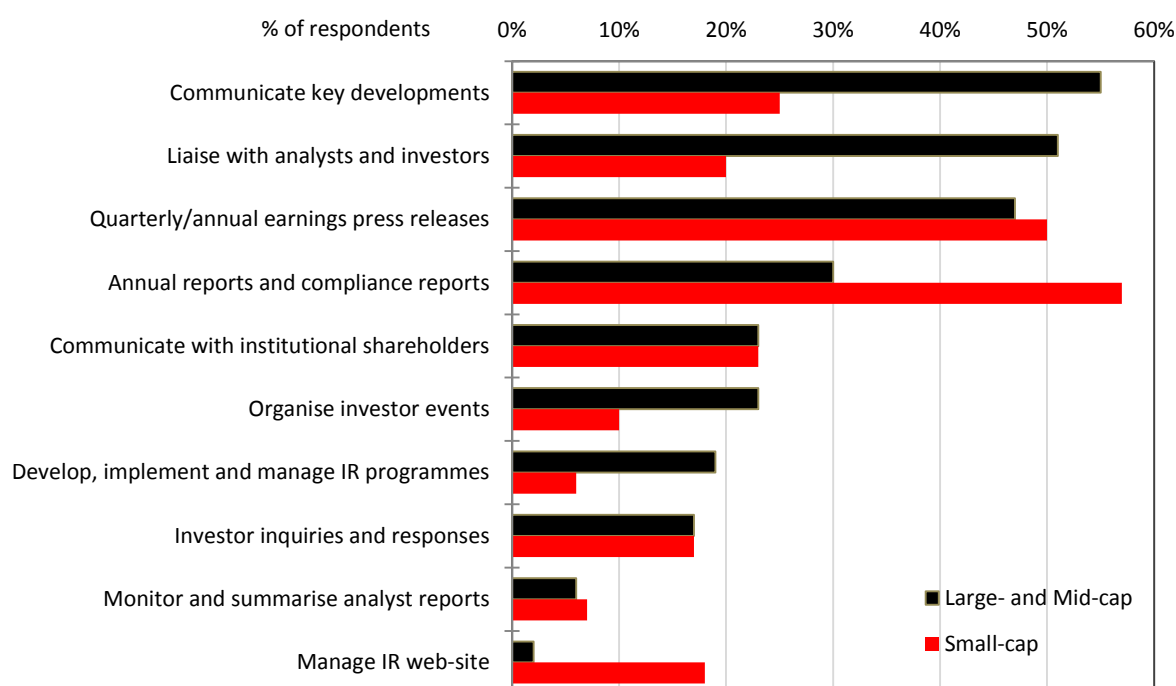 % of respondents 0% 10% 20% 30% 40% 50% 60%
Communicate key developments
Liaise with analysts and investors
Quarterly/annual earnings press releases
Annual reports and compliance reports
Communicate with institutional shareholders
Organise investor events
Develop, implement and manage IR programmes
Investor inquiries and responses
Monitor and summarise analyst reports
Manage IR web-site
Large- and Mid-cap
Small-cap